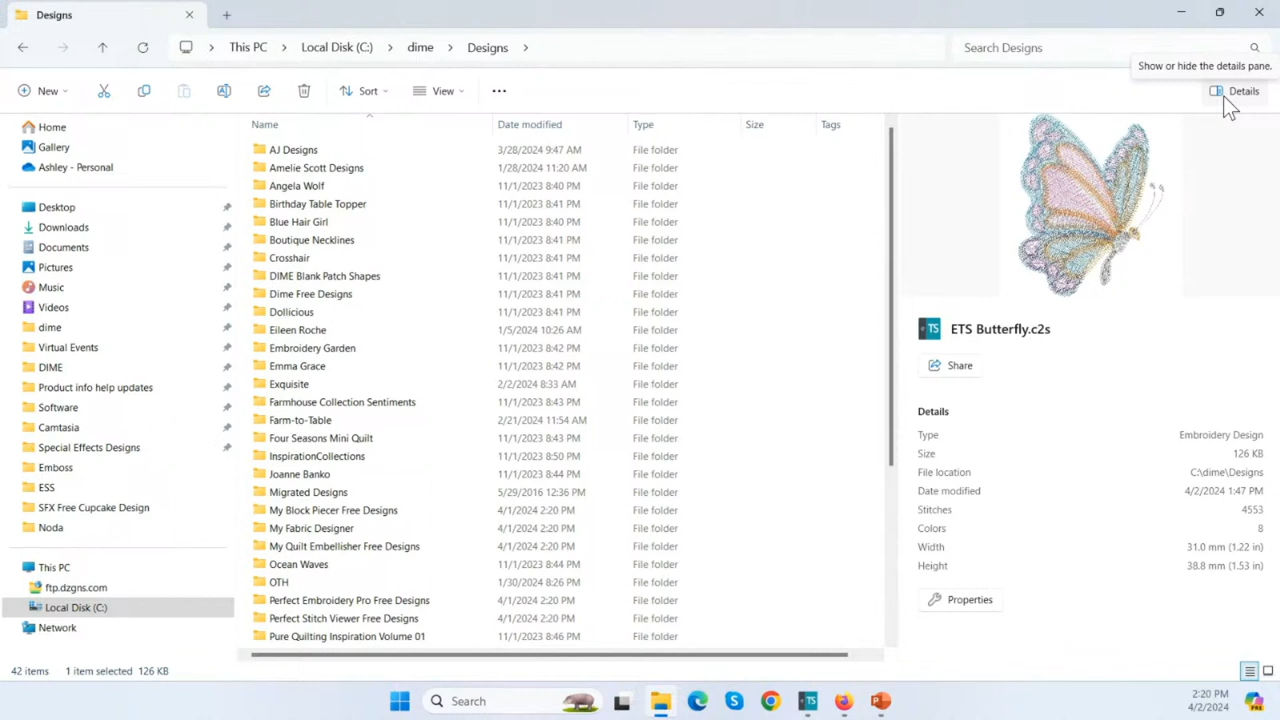 Designs
This PC Local Disk (C:) dime Designs
Search Designs
Show or hide the details pane.
New
Sort
View
Details
Home
Gallery
Ashley - Personal
Desktop
Downloads
Documents
Pictures
Music
Videos
dime
Virtual Events
DIME
Product info help updates
Software
Camtasia
Special Effects Designs
Emboss
ESS
SFX Free Cupcake Design
Noda
This PC
ftp.dzgns.com
Local Disk (C:)
Network
Name Date modified Type Size Tags
AJ Designs 3/28/2024 9:47 AM File folder
Amelie Scott Designs 1/28/2024 11:20 AM File folder
Angela Wolf 11/1/2023 8:40 PM File folder
Birthday Table Topper 11/1/2023 8:41 PM File folder
Blue Hair Girl 11/1/2023 8:40 PM File folder
Boutique Necklines 11/1/2023 8:41 PM File folder
Crosshair 11/1/2023 8:41 PM File folder
DIME Blank Patch Shapes 11/1/2023 8:41 PM File folder
Dime Free Designs 11/1/2023 8:41 PM File folder
Dollicious 11/1/2023 8:41 PM File folder
Eileen Roche 1/5/2024 10:26 AM File folder
Embroidery Garden 11/1/2023 8:42 PM File folder
Emma Grace 11/1/2023 8:42 PM File folder
Exquisite 2/2/2024 8:33 AM File folder
Farmhouse Collection Sentiments 11/1/2023 8:43 PM File folder
Farm-to-Table 2/21/2024 11:54 AM File folder
Four Seasons Mini Quilt 11/1/2023 8:43 PM File folder
InspirationCollections 11/1/2023 8:50 PM File folder
Joanne Banko 11/1/2023 8:44 PM File folder
Migrated Designs 5/29/2016 12:36 PM File folder
My Block Piecer Free Designs 4/1/2024 2:20 PM File folder
My Fabric Designer 4/1/2024 2:20 PM File folder
My Quilt Embellisher Free Designs 4/1/2024 2:20 PM File folder
Ocean Waves 11/1/2023 8:44 PM File folder
OTH 1/30/2024 8:26 PM File folder
Perfect Embroidery Pro Free Designs 4/1/2024 2:20 PM File folder
Perfect Stitch Viewer Free Designs 4/1/2024 2:20 PM File folder
Pure Quilting Inspiration Volume 01 11/1/2023 8:46 PM File folder
TS ETS Butterfly.c2s
Share
Details
Type Embroidery Design
Size 126 KB
File location C:\dime\Designs
Date modified 4/2/2024 1:47 PM
Stitches 4553
Colors 8
Width 31.0 mm (1.22 in)
Height 38.8 mm (1.53 in)
Properties
42 items 1 item selected 126 KB
Search
TS
2:20 PM
4/2/2024